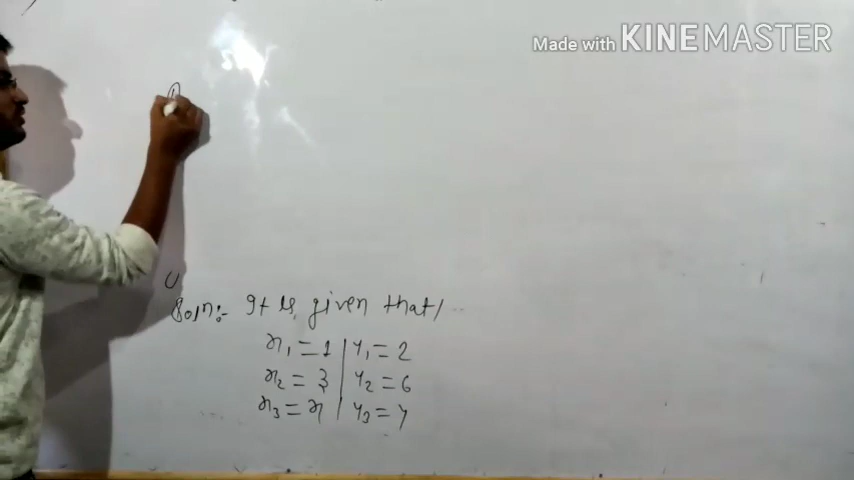 Made with KINEMASTER
Soln:- It is given that,
x₁ = 1 | y₁ = 2
x₂ = 3 | y₂ = 6
x₃ = x | y₃ = y